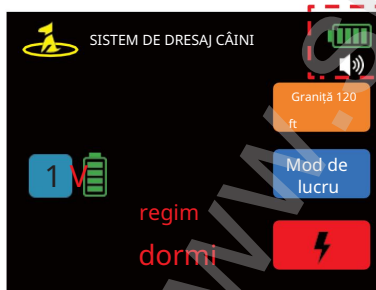 SISTEM DE DRESAJ CÂINI
Graniță 120
ft
1 V
Mod de
lucru
regim
dormi